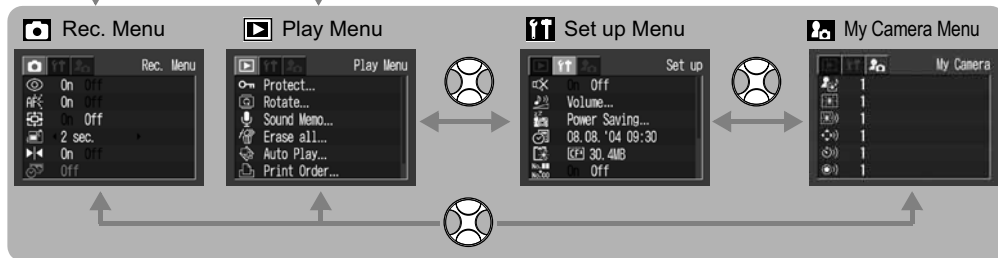 Rec. Menu
Play Menu
Set up Menu
My Camera Menu
Rec. Menu
On Off
AF On Off
On Off
2 sec.
On Off
Off
Play Menu
Protect...
Rotate...
Sound Memo...
Erase all...
Auto Play...
Print Order...
Set up
On Off
Volume...
Power Saving...
08.08.'04 09:30
CF 30.4MB
On Off
My Camera
1
1
1
1
1
1